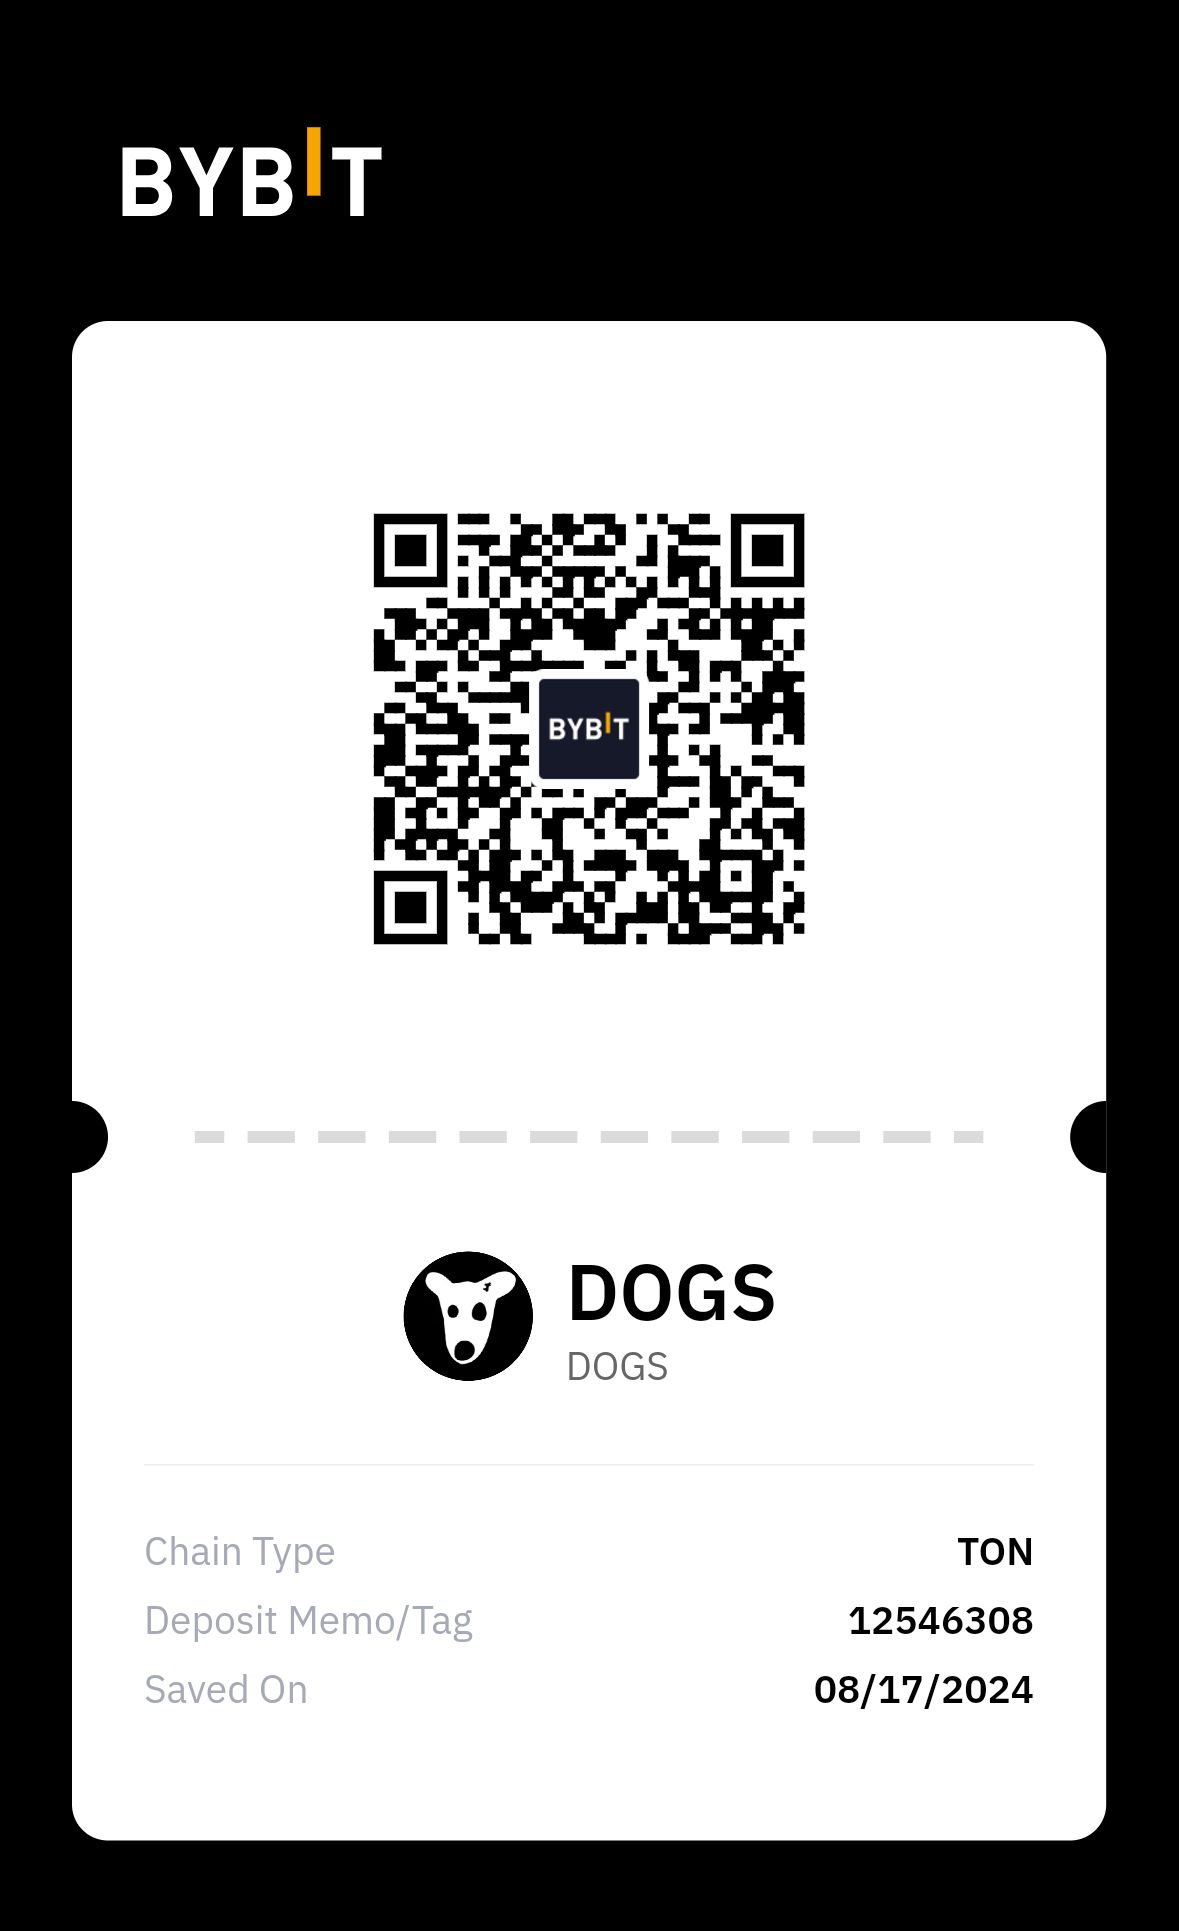 BYBIT
BYBIT
DOGS
DOGS
Chain Type TON
Deposit Memo/Tag 12546308
Saved On 08/17/2024